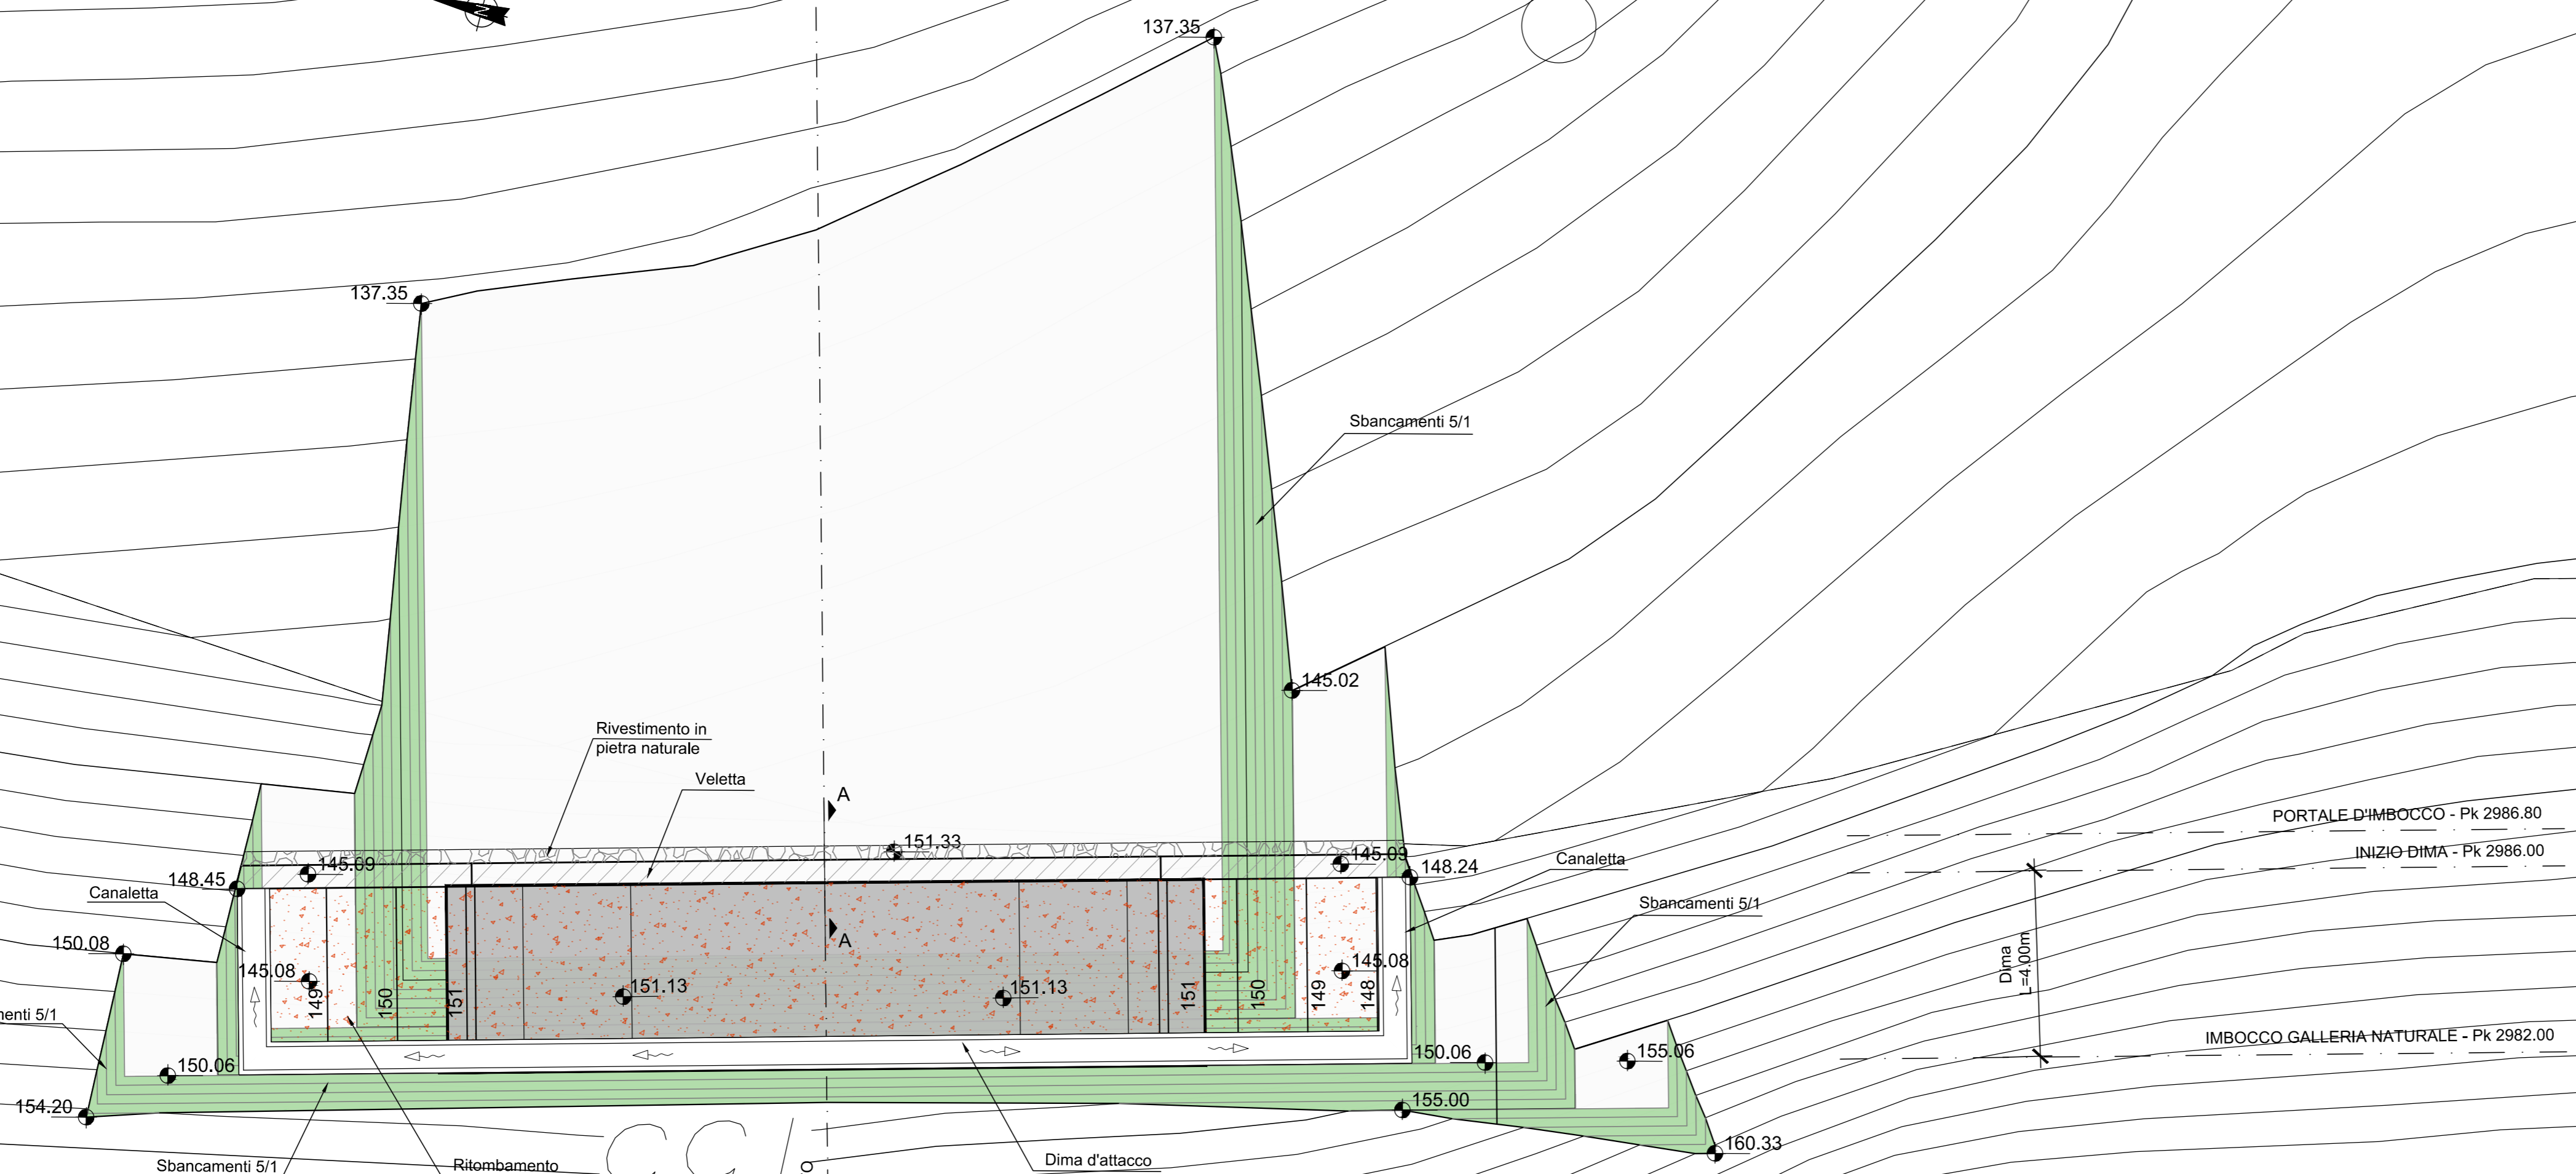 N
137.35
137.35
Sbancamenti 5/1
145.02
Rivestimento in
pietra naturale
Veletta
A
151.33
145.09
145.09
148.45
148.24
Canaletta
Canaletta
PORTALE D'IMBOCCO - Pk 2986.80
INIZIO DIMA - Pk 2986.00
Sbancamenti 5/1
150.08
A
145.08
145.08
151.13
151.13
149
150
151
151
150
149
148
Dima
L=4.00m
menti 5/1
150.06
150.06
155.06
IMBOCCO GALLERIA NATURALE - Pk 2982.00
154.20
155.00
160.33
Sbancamenti 5/1
Ritombamento
Dima d'attacco